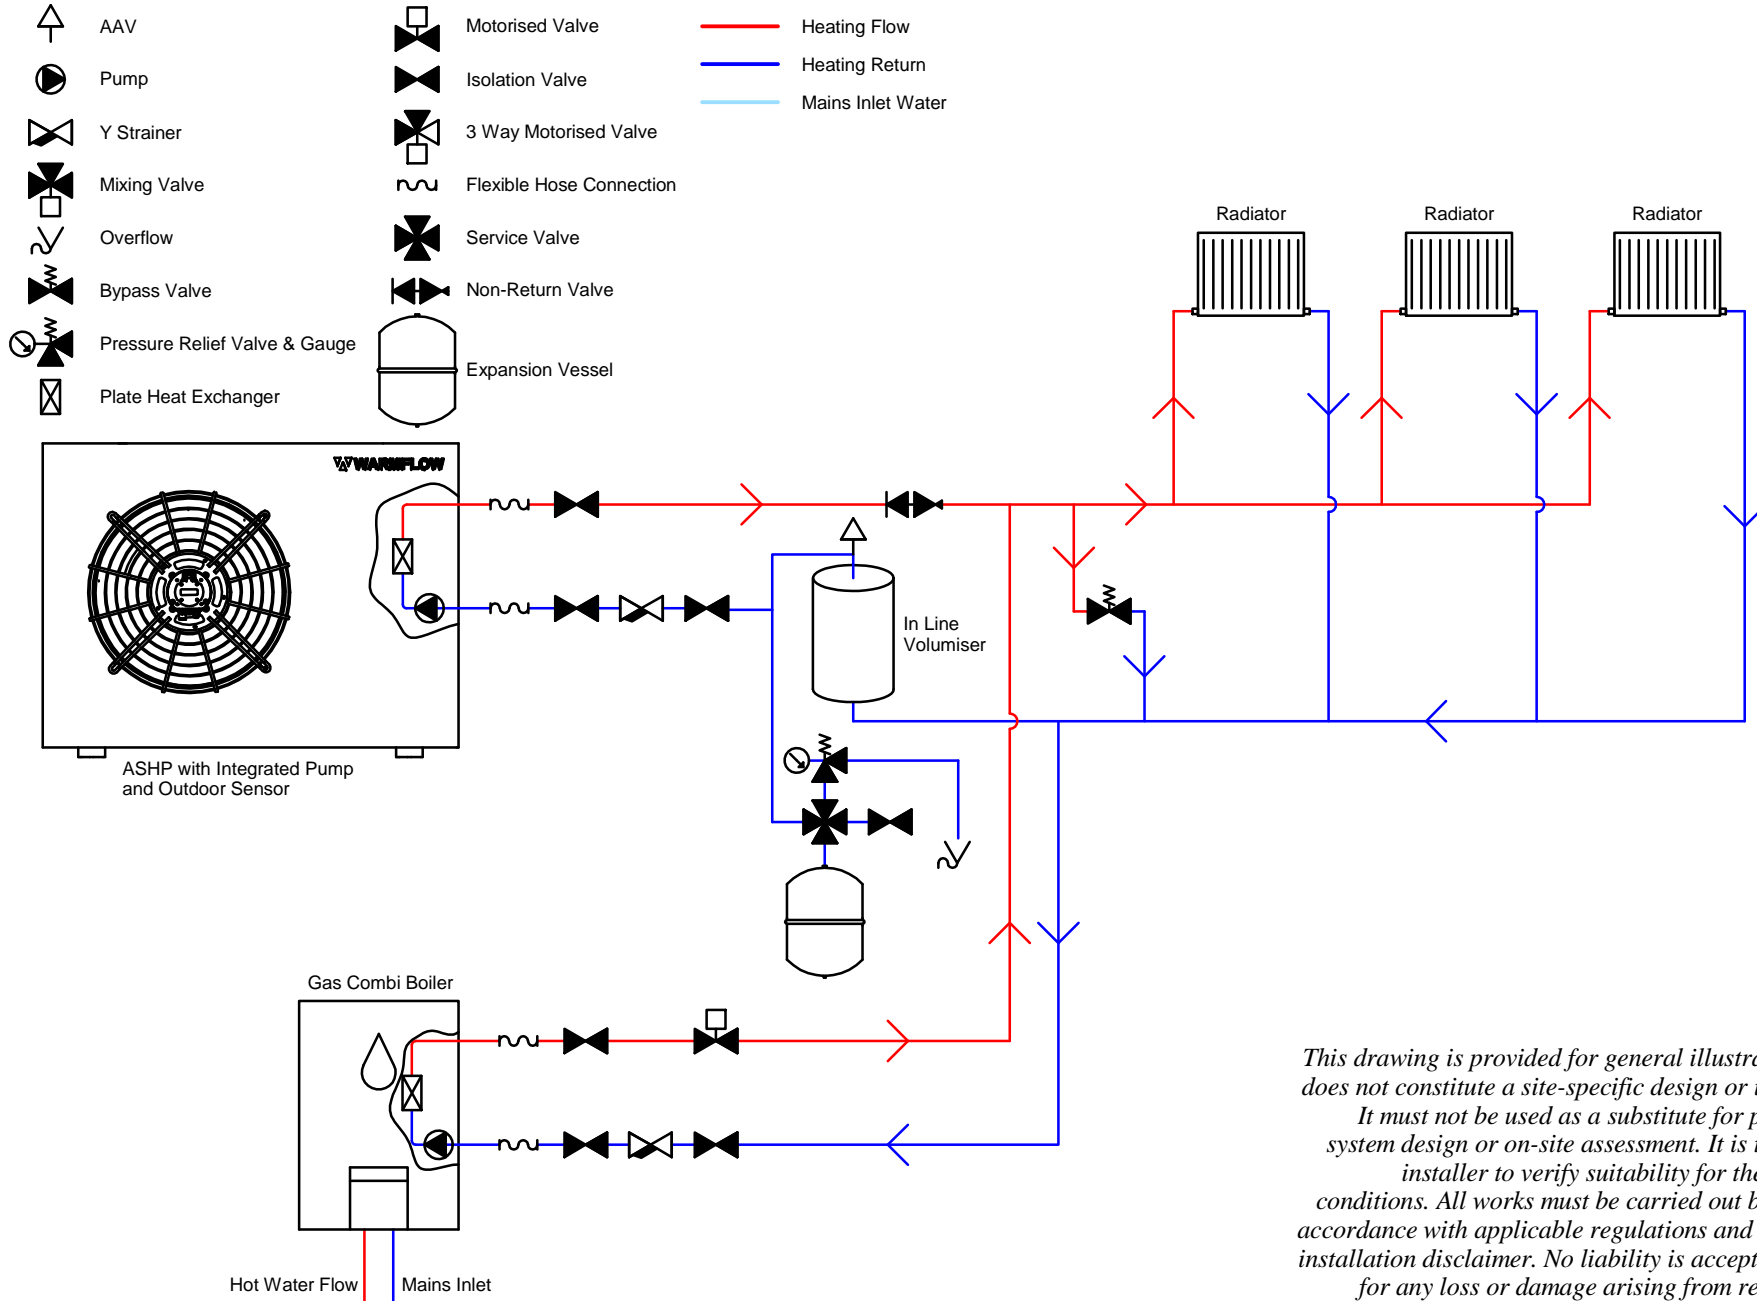 AAV
Pump
Y Strainer
Mixing Valve
Overflow
Bypass Valve
Pressure Relief Valve & Gauge
Plate Heat Exchanger
Motorised Valve
Isolation Valve
3 Way Motorised Valve
Flexible Hose Connection
Service Valve
Non-Return Valve
Expansion Vessel
Heating Flow
Heating Return
Mains Inlet Water
Radiator
Radiator
Radiator
WARMFLOW
In Line
Volumiser
ASHP with Integrated Pump
and Outdoor Sensor
Gas Combi Boiler
Hot Water Flow
Mains Inlet
This drawing is provided for general
does not constitute a site-specific design or
It must not be used as a substitute for
system design or on-site assessment. It is
installer to verify suitability for
conditions. All works must be carried out
accordance with applicable regulations and
installation disclaimer. No liability is
for any loss or damage arising from